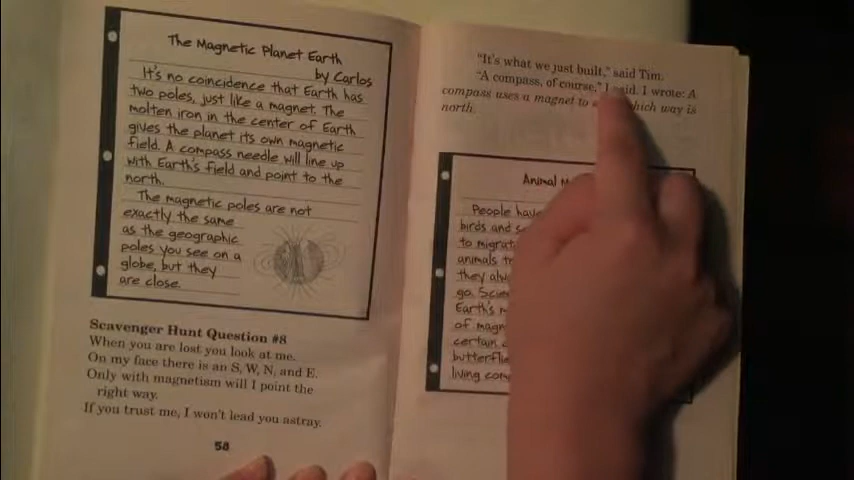 The Magnetic Planet Earth
by Carlos
It's no coincidence that Earth has
two poles, just like a magnet. The
molten iron in the center of Earth
gives the planet its own magnetic
field. A compass needle will line up
with Earth's field and point to the
north.
The magnetic poles are not
exactly the same
as the geographic
poles you see on a
globe, but they
are close.
Scavenger Hunt Question #8
When you are lost you look at me.
On my face there is an S, W, N, and E.
Only with magnetism will I point the
right way.
If you trust me, I won't lead you astray.
58
"It's what we just built," said Tim.
"A compass, of course," I said. I wrote: A
compass uses a magnet to which way is
north.
Animal
People have
birds and
to migrat
animals
they
go.
Earth's
of
certain
butterflie
living